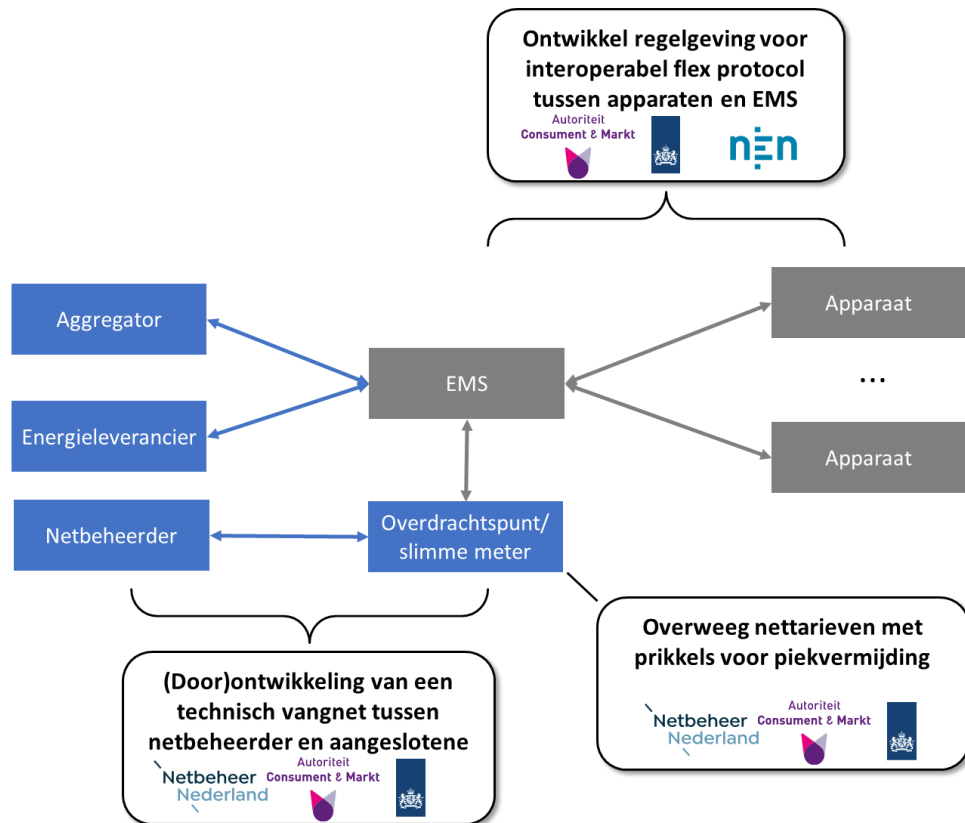 Ontwikkel regelgeving voor
interoperabel flex protocol
tussen apparaten en EMS
Autoriteit
Consument & Markt
nEn
Aggregator
Apparaat
EMS
...
Energieleverancier
Apparaat
Netbeheerder
Overdrachtspunt/
slimme meter
Overweeg nettarieven met
prikkels voor piekvermijding
Netbeheer
Nederland
Autoriteit
Consument & Markt
(Door)ontwikkeling van een
technisch vangnet tussen
netbeheerder en aangeslotene
Netbeheer
Nederland
Autoriteit
Consument & Markt